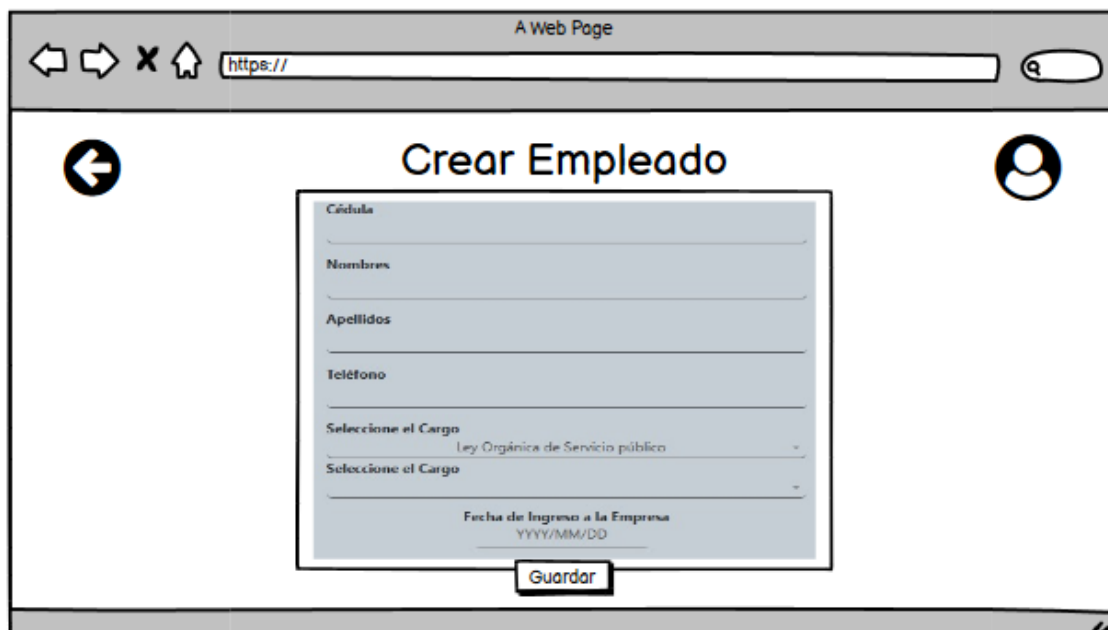 A Web Page
https://
Crear Empleado
Cédula
Nombres
Apellidos
Teléfono
Seleccione el Cargo
Ley Orgánica de Servicio público
Seleccione el Cargo
Fecha de Ingreso a la Empresa
YYYY/MM/DD
Guardar